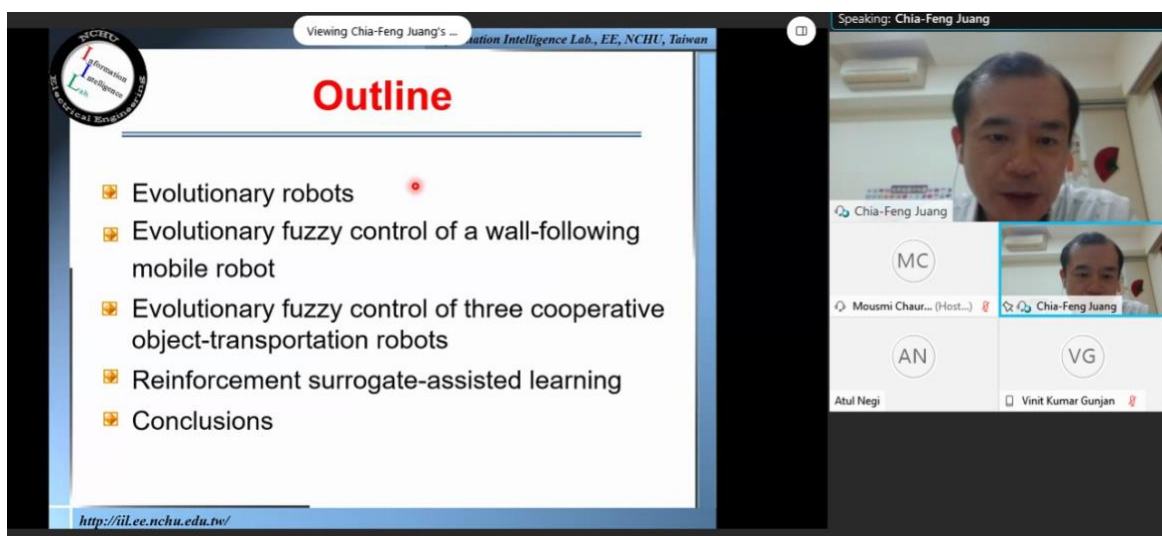 Viewing Chia-Feng Juang's ...
ation Intelligence Lab., EE, NCHU, Taiwan
NCHU
Information
Intelligence
Lab
Electrical Engineering
Outline
Evolutionary robots
Evolutionary fuzzy control of a wall-following
mobile robot
Evolutionary fuzzy control of three cooperative
object-transportation robots
Reinforcement surrogate-assisted learning
Conclusions
http://iil.ee.nchu.edu.tw/
Speaking: Chia-Feng Juang
Chia-Feng Juang
MC
Mousmi Chaur... (Host...)
Chia-Feng Juang
AN
Atul Negi
VG
Vinit Kumar Gunjan